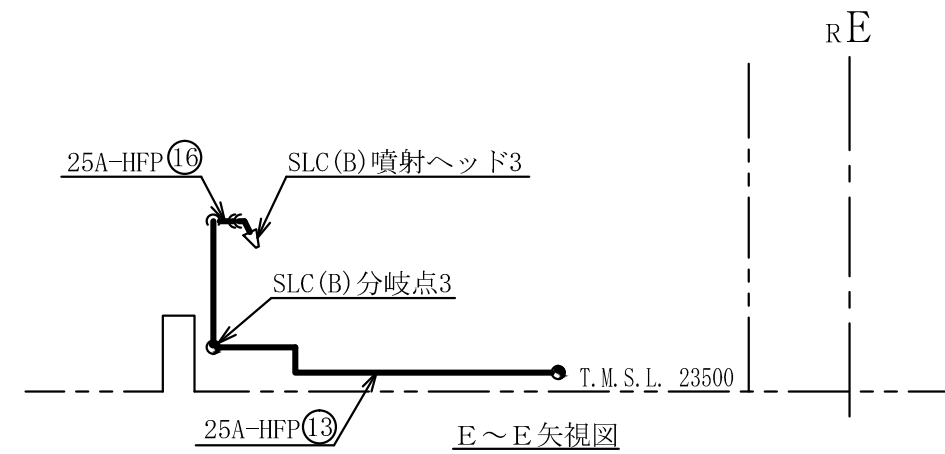 RE
25A-HFP⑯
SLC(B)噴射ヘッド3
SLC(B)分岐点3
T.M.S.L. 23500
25A-HFP⑬
E～E矢視図